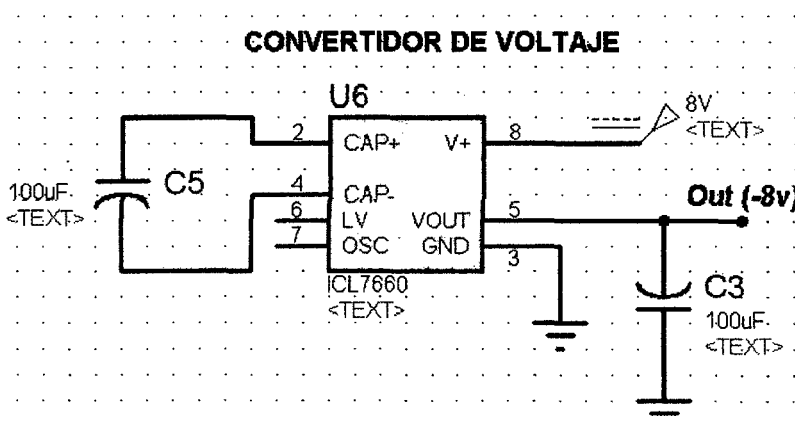 CONVERTIDOR DE VOLTAJE
U6
8V
<TEXT>
2 CAP+ V+ 8
100uF
<TEXT>
C5
4 CAP-
6 LV VOUT 5
7 OSC GND 3
Out (-8v)
ICL7660
<TEXT>
C3
100uF
<TEXT>